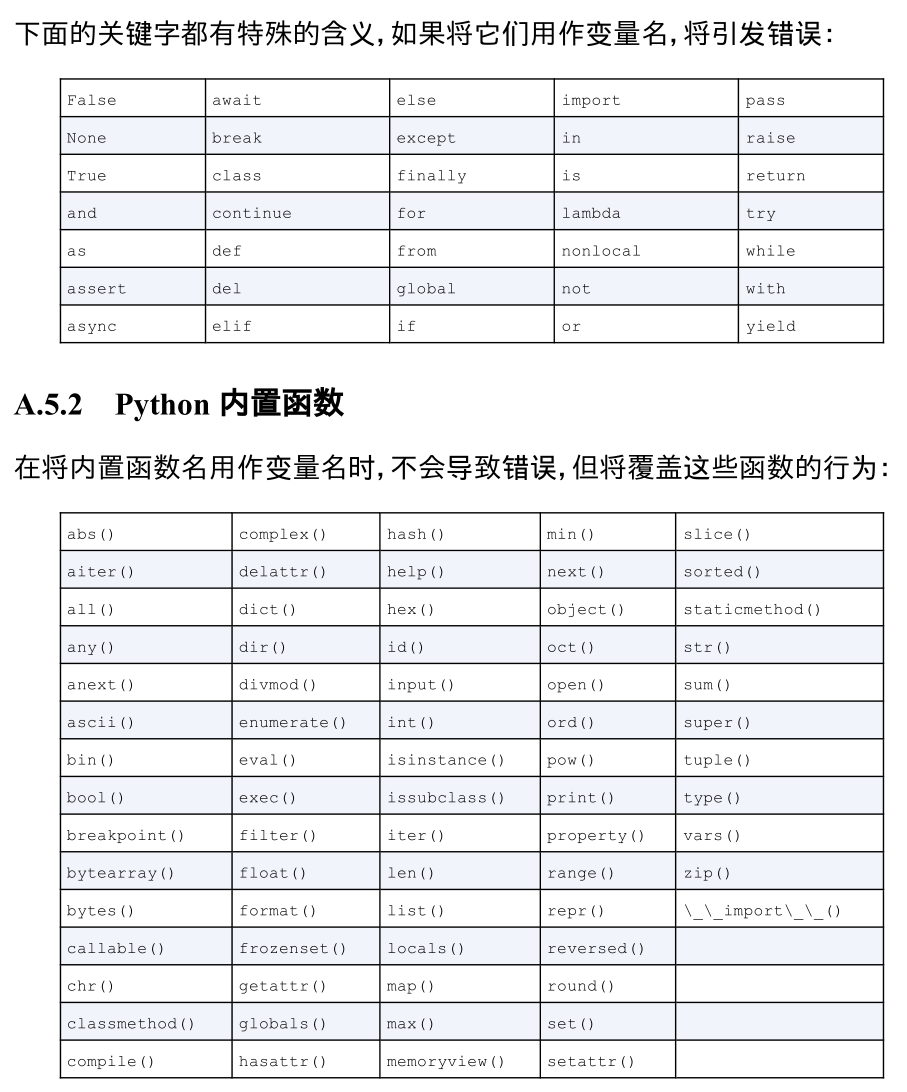 下面的关键字都有特殊的含义,如果将它们用作变量名,将引发错误:
False await else import pass
None break except in raise
True class finally is return
and continue for lambda try
as def from nonlocal while
assert del global not with
async elif if or yield
A.5.2 Python 内置函数
在将内置函数名用作变量名时,不会导致错误,但将覆盖这些函数的行为:
abs() complex() hash() min() slice()
aiter() delattr() help() next() sorted()
all() dict() hex() object() staticmethod()
any() dir() id() oct() str()
anext() divmod() input() open() sum()
ascii() enumerate() int() ord() super()
bin() eval() isinstance() pow() tuple()
bool() exec() issubclass() print() type()
breakpoint() filter() iter() property() vars()
bytearray() float() len() range() zip()
bytes() format() list() repr() \_\_import\_\_()
callable() frozenset() locals() reversed()
chr() getattr() map() round()
classmethod() globals() max() set()
compile() hasattr() memoryview() setattr()